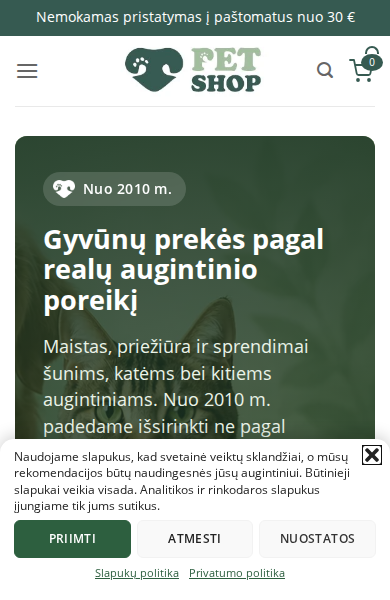 Nemokamas pristatymas į paštomatus nuo 30 €
PET
SHOP
0
Nuo 2010 m.
Gyvūnų prekės pagal
realų augintinio
poreikį
Maistas, priežiūra ir sprendimai
šunims, katėms bei kitiems
augintiniams. Nuo 2010 m.
padedame išsirinkti ne pagal
Naudojame slapukus, kad svetainė veiktų sklandžiai, o mūsų
rekomendacijos būtų naudingesnės jūsų augintiniui. Būtinieji
slapukai veikia visada. Analitikos ir rinkodaros slapukus
įjungiame tik jums sutikus.
PRIIMTI
ATMESTI
NUOSTATOS
Slapukų politika
Privatumo politika